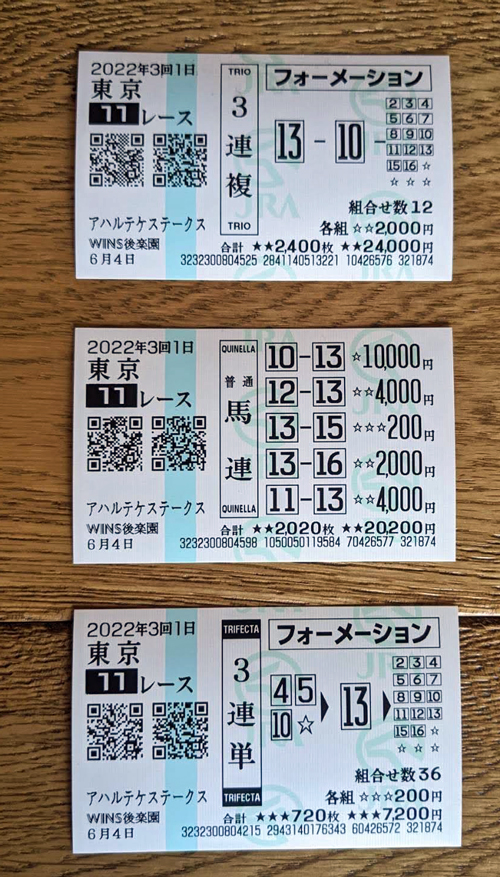 2022年3回1日
東京
11レース
アハルテケステークス
WINS後楽園
6月4日
TRIO
3連複
TRIO
フォーメーション
13-10
2 3 4
5 6 7
8 9 10
11 12 13
15 16 ☆
☆ ☆ ☆
組合せ数12
各組 ☆☆2,000円
合計 ★★2,400枚 ★★24,000円
3232300804525 2841140513221 10426576 321874
JRA
2022年3回1日
東京
11レース
アハルテケステークス
WINS後楽園
6月4日
QUINELLA
普通
馬連
QUINELLA
10-13 ☆10,000円
12-13 ☆☆4,000円
13-15 ☆☆☆200円
13-16 ☆☆2,000円
11-13 ☆☆4,000円
合計 ★★2,020枚 ★★20,200円
3232300804598 1050050119584 70426577 321874
2022年3回1日
東京
11レース
アハルテケステークス
WINS後楽園
6月4日
TRIFECTA
3連単
TRIFECTA
フォーメーション
4 5
10 ☆
▶ 13 ▶
2 3 4
5 6 7
8 9 10
11 12 13
15 16 ☆
☆ ☆ ☆
組合せ数36
各組 ☆☆☆200円
合計 ★★★720枚 ★★★7,200円
3232300804215 2943140176343 60426572 321874
JRA